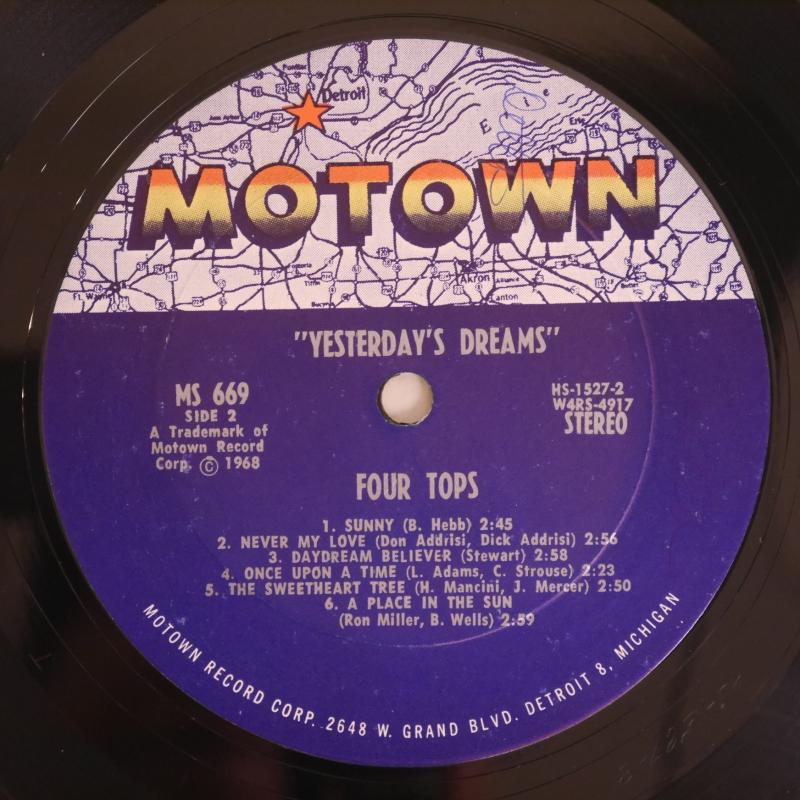 Detroit
Erie
MOTOWN
Akron
Ft. Wayne
Canton
"YESTERDAY'S DREAMS"
MS 669
SIDE 2
A Trademark of
Motown Record
Corp. © 1968
HS-1527-2
W4RS-4917
STEREO
FOUR TOPS
1. SUNNY (B. Hebb) 2:45
2. NEVER MY LOVE (Don Addrisi, Dick Addrisi) 2:56
3. DAYDREAM BELIEVER (Stewart) 2:58
4. ONCE UPON A TIME (L. Adams, C. Strouse) 2:23
5. THE SWEETHEART TREE (H. Mancini, J. Mercer) 2:50
6. A PLACE IN THE SUN
(Ron Miller, B. Wells) 2:59
MOTOWN RECORD CORP. 2648 W. GRAND BLVD. DETROIT 8, MICHIGAN